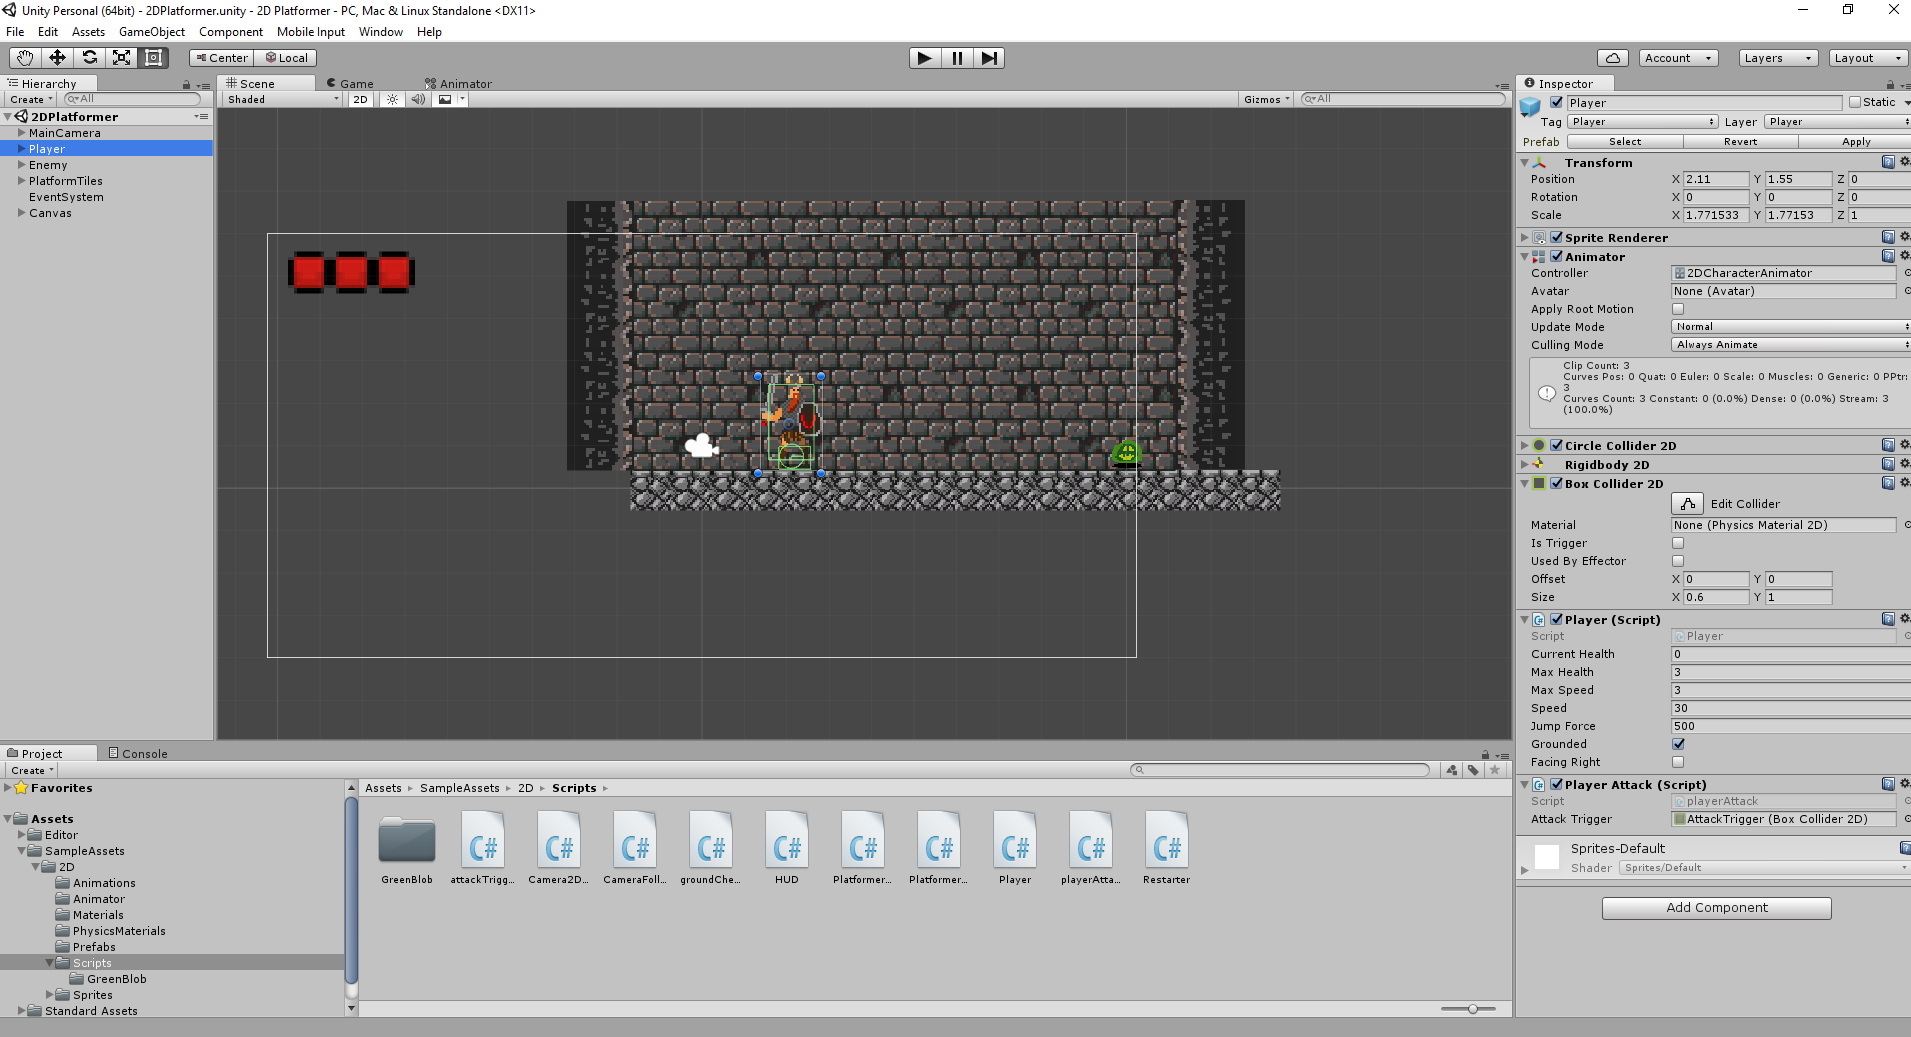 Unity Personal (64bit) - 2DPlatformer.unity - 2D Platformer - PC, Mac & Linux Standalone <DX11>
File Edit Assets GameObject Component Mobile Input Window Help
Center Local Account Layers Layout
Hierarchy
Create All
2DPlatformer
MainCamera
Player
Enemy
PlatformTiles
EventSystem
Canvas
Scene Game Animator
Shaded 2D Gizmos All
Inspector
Player Static
Tag Player Layer Player
Prefab Select Revert Apply
Transform
Position X 2.11 Y 1.55 Z 0
Rotation X 0 Y 0 Z 0
Scale X 1.771533 Y 1.77153 Z 1
Sprite Renderer
Animator
Controller 2DCharacterAnimator
Avatar None (Avatar)
Apply Root Motion
Update Mode Normal
Culling Mode Always Animate
Clip Count: 3
Curves Pos: 0 Quat: 0 Euler: 0 Scale: 0 Muscles: 0 Generic: 0 PPtr:
3
Curves Count: 3 Constant: 0 (0.0%) Dense: 0 (0.0%) Stream: 3
(100.0%)
Circle Collider 2D
Rigidbody 2D
Box Collider 2D
Edit Collider
Material None (Physics Material 2D)
Is Trigger
Used By Effector
Offset X 0 Y 0
Size X 0.6 Y 1
Player (Script)
Script Player
Current Health 0
Max Health 3
Max Speed 3
Speed 30
Jump Force 500
Grounded
Facing Right
Player Attack (Script)
Script playerAttack
Attack Trigger AttackTrigger (Box Collider 2D)
Sprites-Default
Shader Sprites/Default
Add Component
Project Console
Create
Favorites
Assets
Editor
SampleAssets
2D
Animations
Animator
Materials
PhysicsMaterials
Prefabs
Scripts
GreenBlob
Sprites
Standard Assets
Assets SampleAssets 2D Scripts
C# C# C# C# C# C# C# C# C# C#
GreenBlob attackTrigg... Camera2D... CameraFoll... groundChe... HUD Platformer... Platformer... Player playerAtta... Restarter